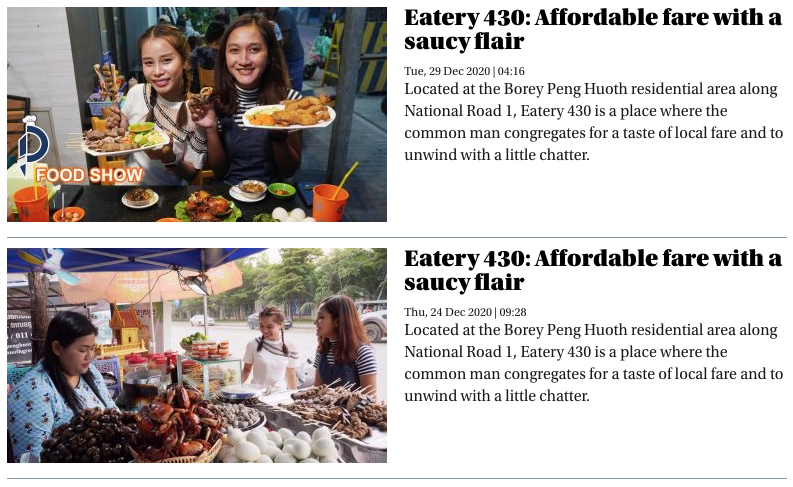 Eatery 430: Affordable fare with a
saucy flair
Tue, 29 Dec 2020 | 04:16
Located at the Borey Peng Huoth residential area along
National Road 1, Eatery 430 is a place where the
common man congregates for a taste of local fare and to
unwind with a little chatter.
FOOD SHOW
Eatery 430: Affordable fare with a
saucy flair
Thu, 24 Dec 2020 | 09:28
Located at the Borey Peng Huoth residential area along
National Road 1, Eatery 430 is a place where the
common man congregates for a taste of local fare and to
unwind with a little chatter.